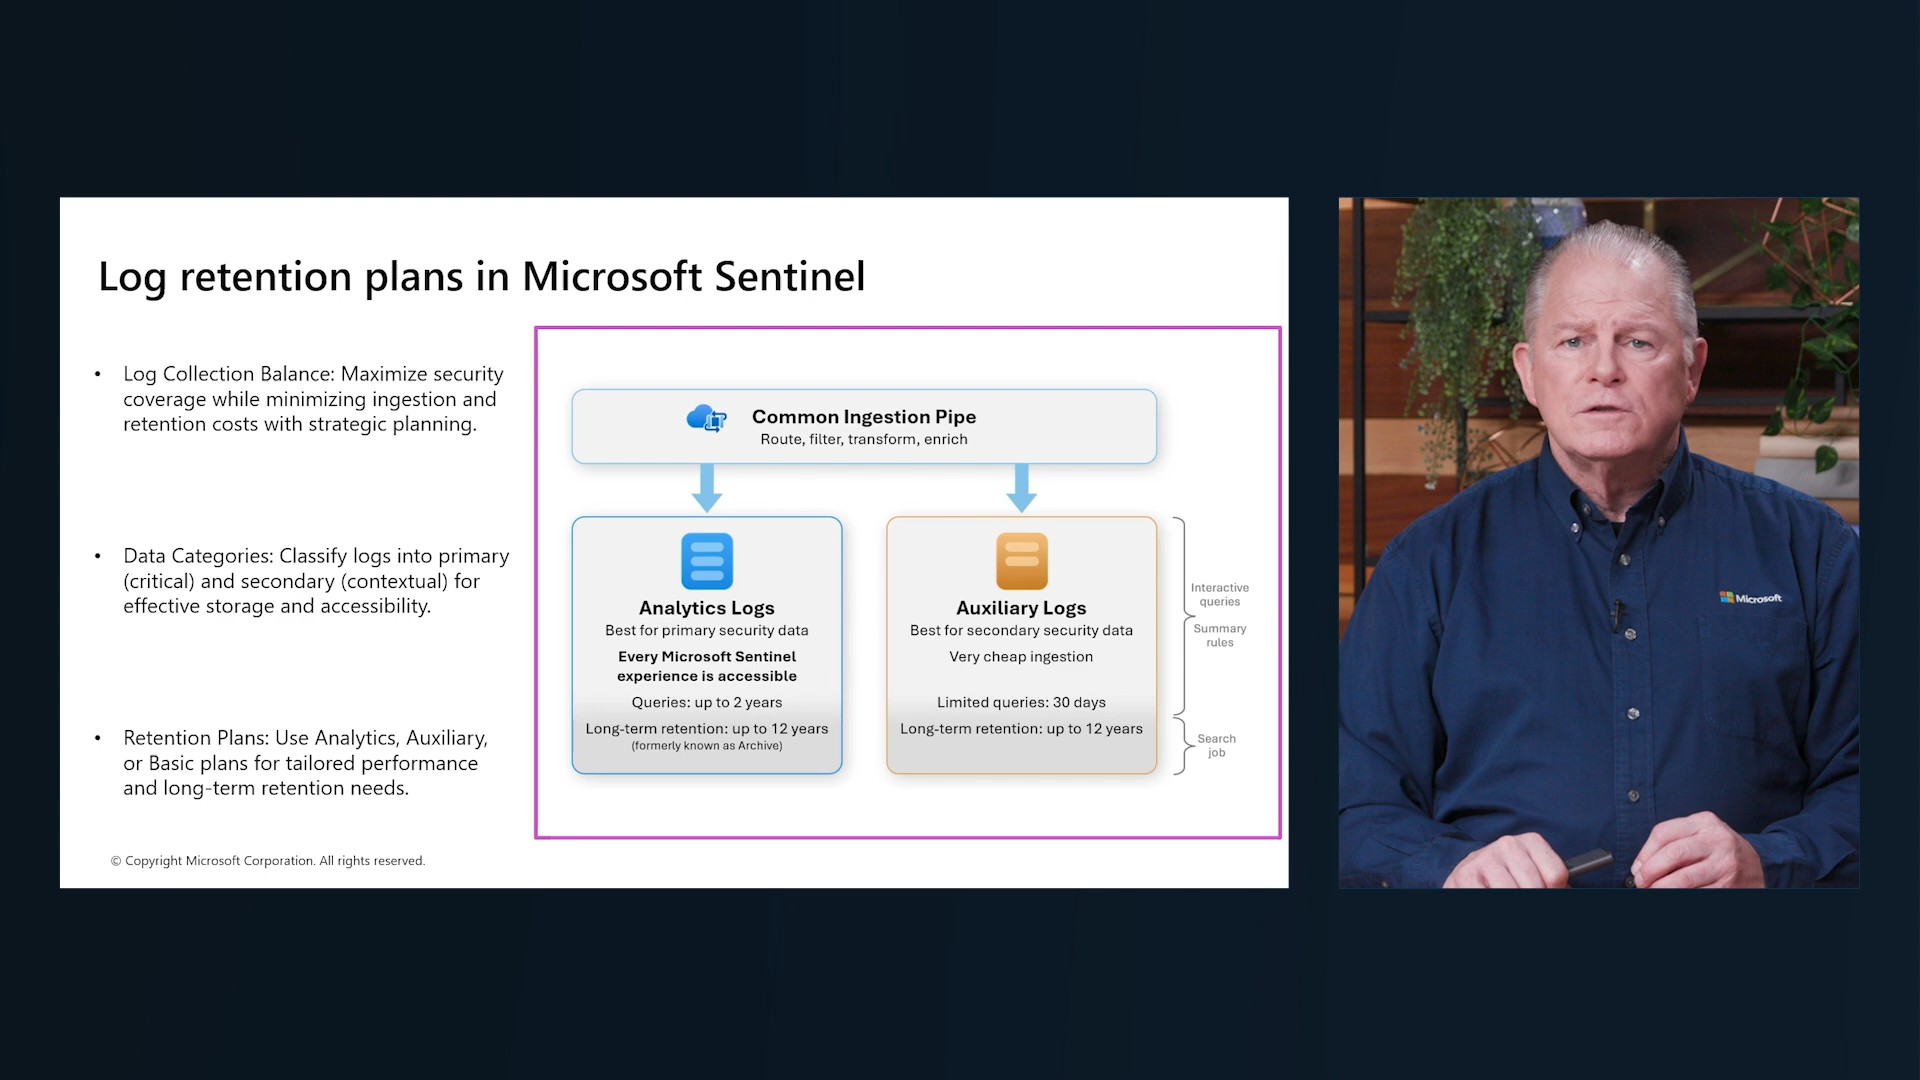 Log retention plans in Microsoft Sentinel
• Log Collection Balance: Maximize security
coverage while minimizing ingestion and
retention costs with strategic planning.
• Data Categories: Classify logs into primary
(critical) and secondary (contextual) for
effective storage and accessibility.
• Retention Plans: Use Analytics, Auxiliary,
or Basic plans for tailored performance
and long-term retention needs.
Common Ingestion Pipe
Route, filter, transform, enrich
Analytics Logs
Best for primary security data
Every Microsoft Sentinel
experience is accessible
Queries: up to 2 years
Long-term retention: up to 12 years
(formerly known as Archive)
Auxiliary Logs
Best for secondary security data
Very cheap ingestion
Limited queries: 30 days
Long-term retention: up to 12 years
Interactive
queries
Summary
rules
Search
job
© Copyright Microsoft Corporation. All rights reserved.
Microsoft